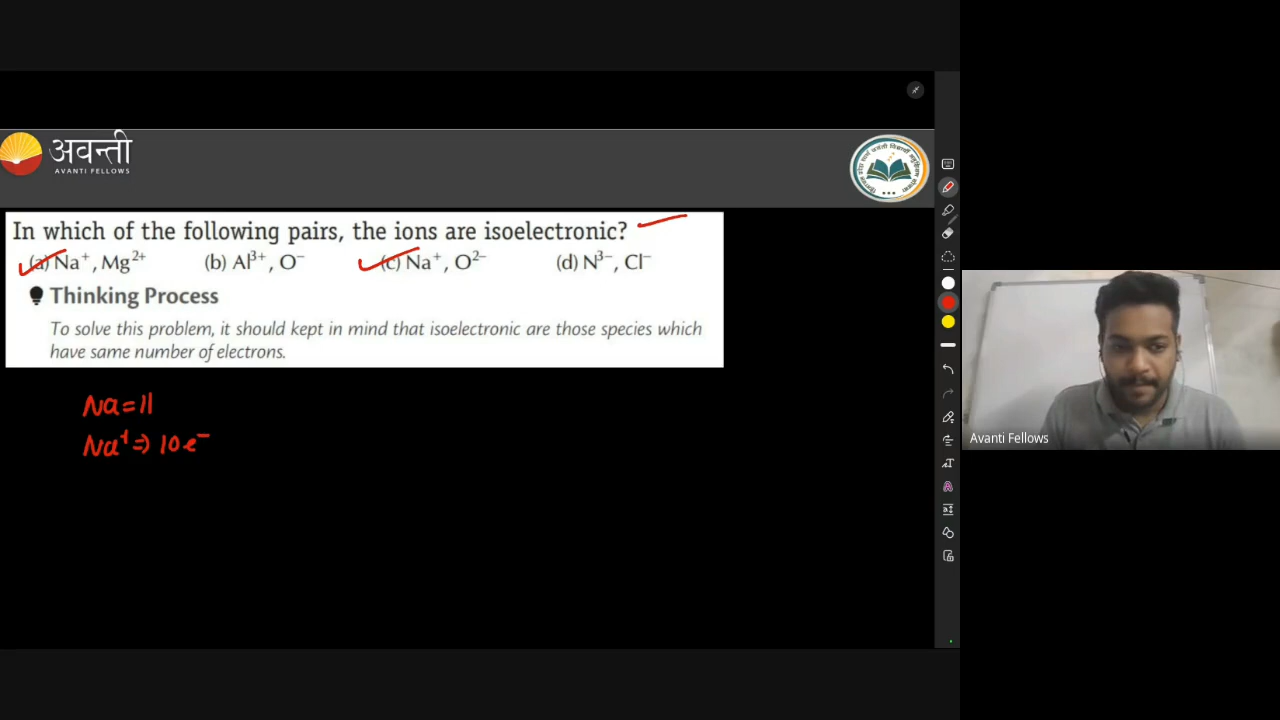 अवन्ती
AVANTI FELLOWS
In which of the following pairs, the ions are isoelectronic?
(a) Na⁺, Mg²⁺ (b) Al³⁺, O⁻ (c) Na⁺, O²⁻ (d) N³⁻, Cl⁻
Thinking Process
To solve this problem, it should kept in mind that isoelectronic are those species which
have same number of electrons.
Na = 11
Na⁺ ⇒ 10e⁻
Avanti Fellows